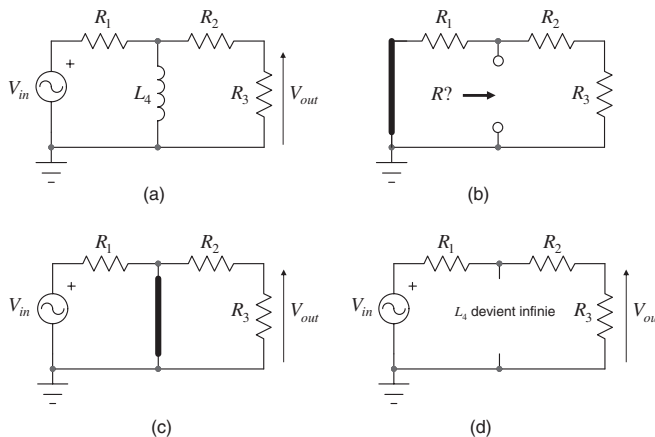 R1 R2
+
Vin L4 R3 Vout
(a)
R1 R2
R? R3
(b)
R1 R2
+
Vin R3 Vout
(c)
R1 R2
+
Vin L4 devient infinie R3 Vou
(d)